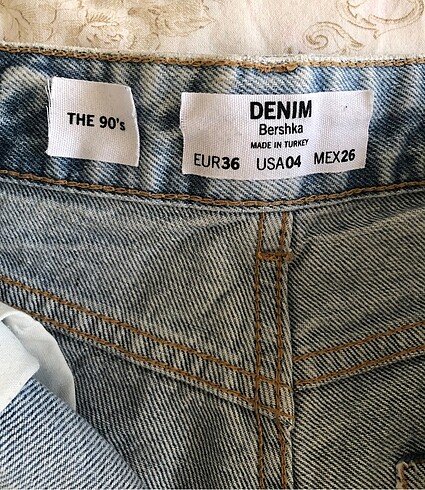 THE 90's
DENIM
Bershka
MADE IN TURKEY
EUR36 USA04 MEX26